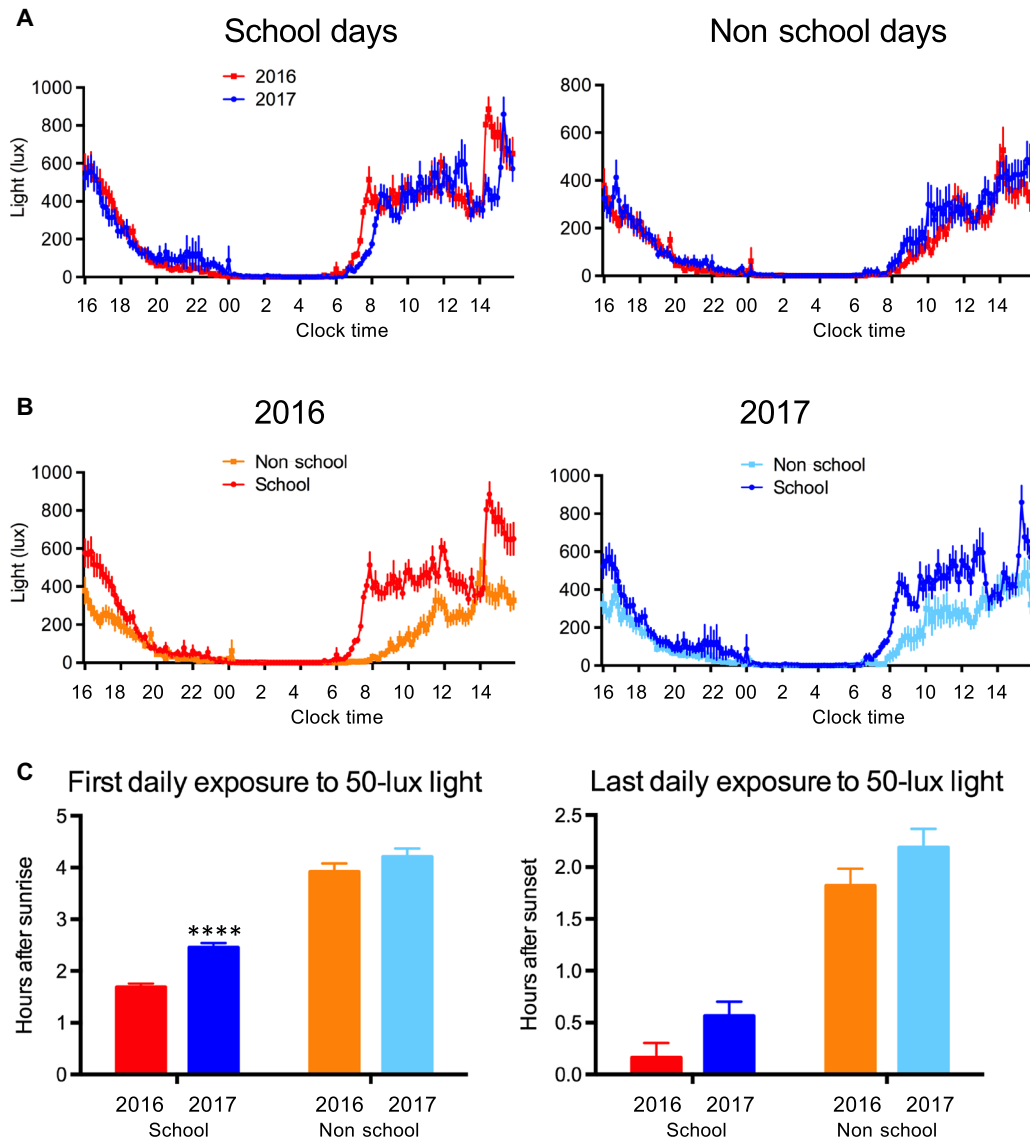 A
School days
Non school days
2016
2017
1000
800
600
400
200
0
Light (lux)
16 18 20 22 00 2 4 6 8 10 12 14
Clock time
800
600
400
200
0
16 18 20 22 00 2 4 6 8 10 12 14
Clock time
B
2016
2017
Non school
School
1000
800
600
400
200
0
Light (lux)
16 18 20 22 00 2 4 6 8 10 12 14
Clock time
Non school
School
1000
800
600
400
200
0
16 18 20 22 00 2 4 6 8 10 12 14
Clock time
C
First daily exposure to 50-lux light
5
4
3
2
1
0
Hours after sunrise
****
2016 2017 2016 2017
School Non school
Last daily exposure to 50-lux light
2.5
2.0
1.5
1.0
0.5
0.0
Hours after sunset
2016 2017 2016 2017
School Non school